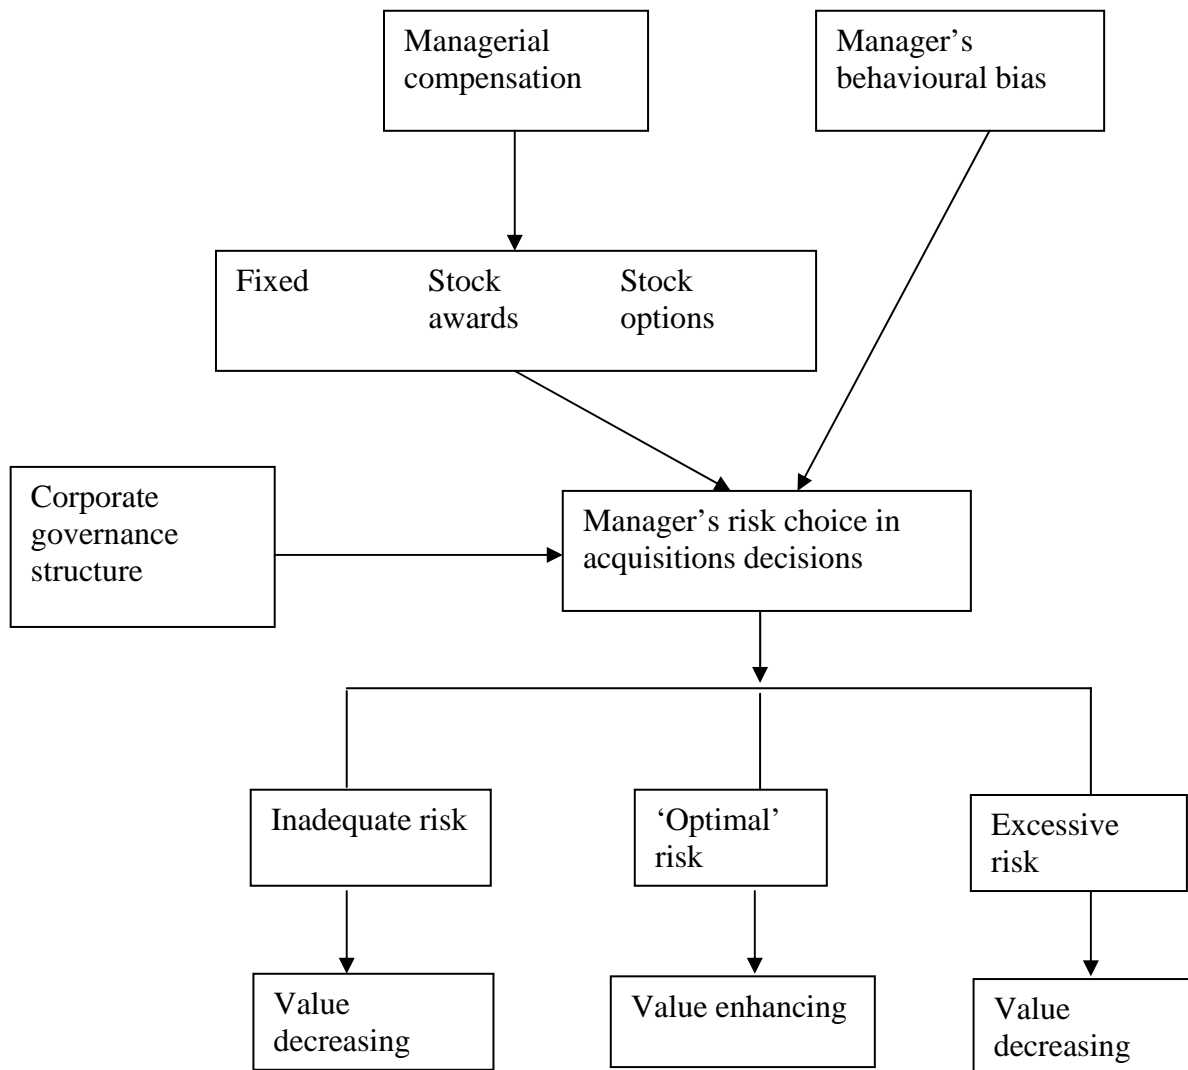 Managerial
compensation
Manager’s
behavioural bias
Fixed
Stock
awards
Stock
options
Corporate
governance
structure
Manager’s risk choice in
acquisitions decisions
Inadequate risk
‘Optimal’
risk
Excessive
risk
Value
decreasing
Value enhancing
Value
decreasing